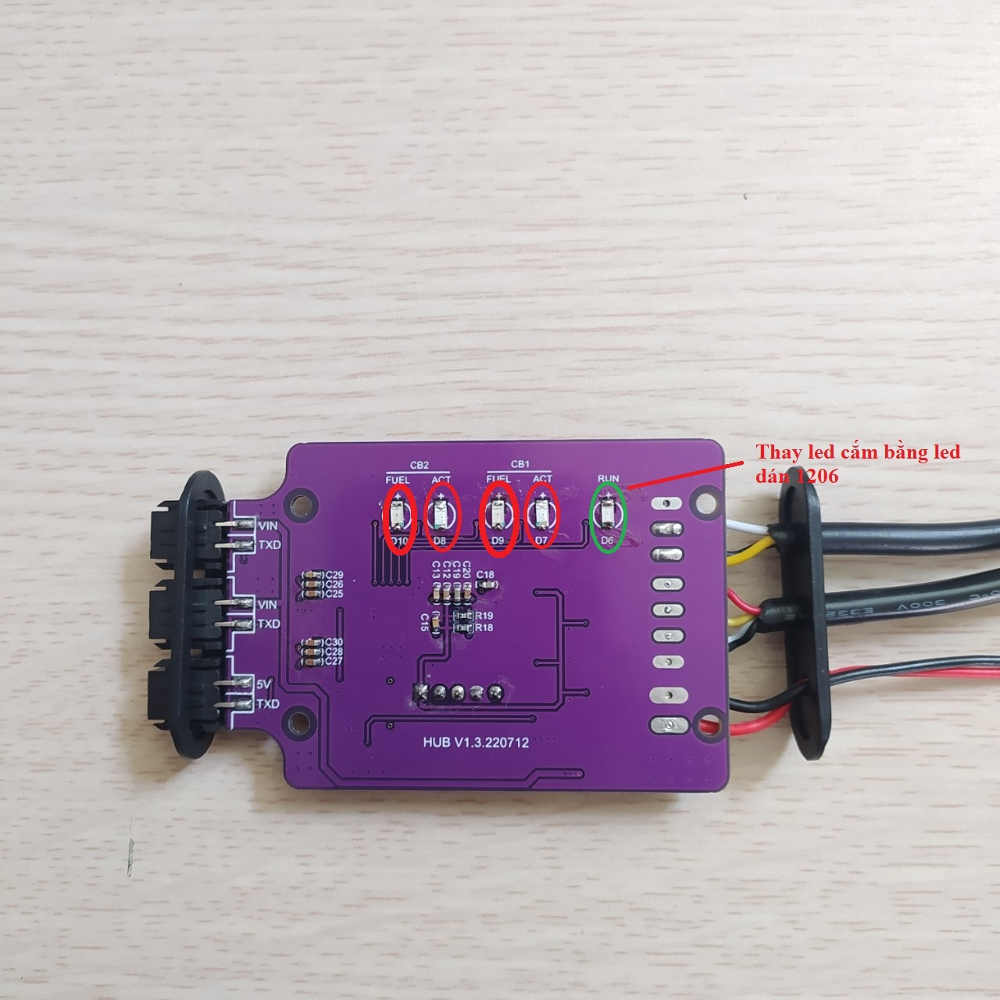 Thay led cắm bằng led
dán 1206
CB2
CB1
FUEL
ACT
FUEL
ACT
RUN
D10
D8
D9
D7
D6
VIN
TXD
VIN
TXD
5V
TXD
C29
C26
C25
C30
C28
C27
C13
C12
C19
C20
C18
C15
R19
R18
HUB V1.3.220712
300V